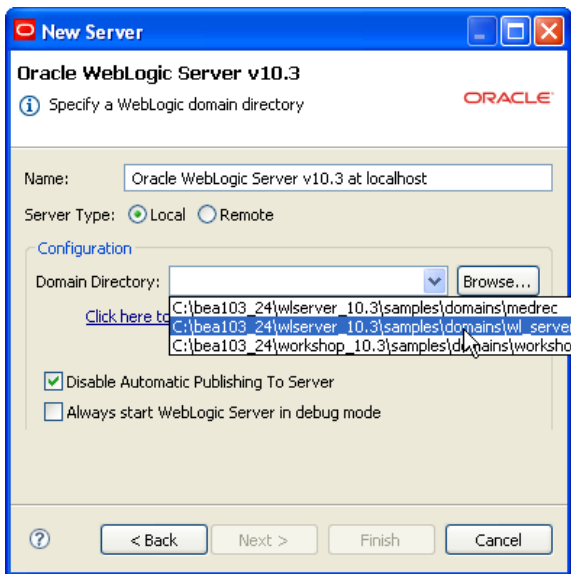 New Server
Oracle WebLogic Server v10.3
Specify a WebLogic domain directory
ORACLE
Name: Oracle WebLogic Server v10.3 at localhost
Server Type: Local Remote
Configuration
Domain Directory: Browse...
Click here to
C:\bea103_24\wlserver_10.3\samples\domains\medrec
C:\bea103_24\wlserver_10.3\samples\domains\wl_server
C:\bea103_24\workshop_10.3\samples\domains\worksho
Disable Automatic Publishing To Server
Always start WebLogic Server in debug mode
? < Back Next > Finish Cancel